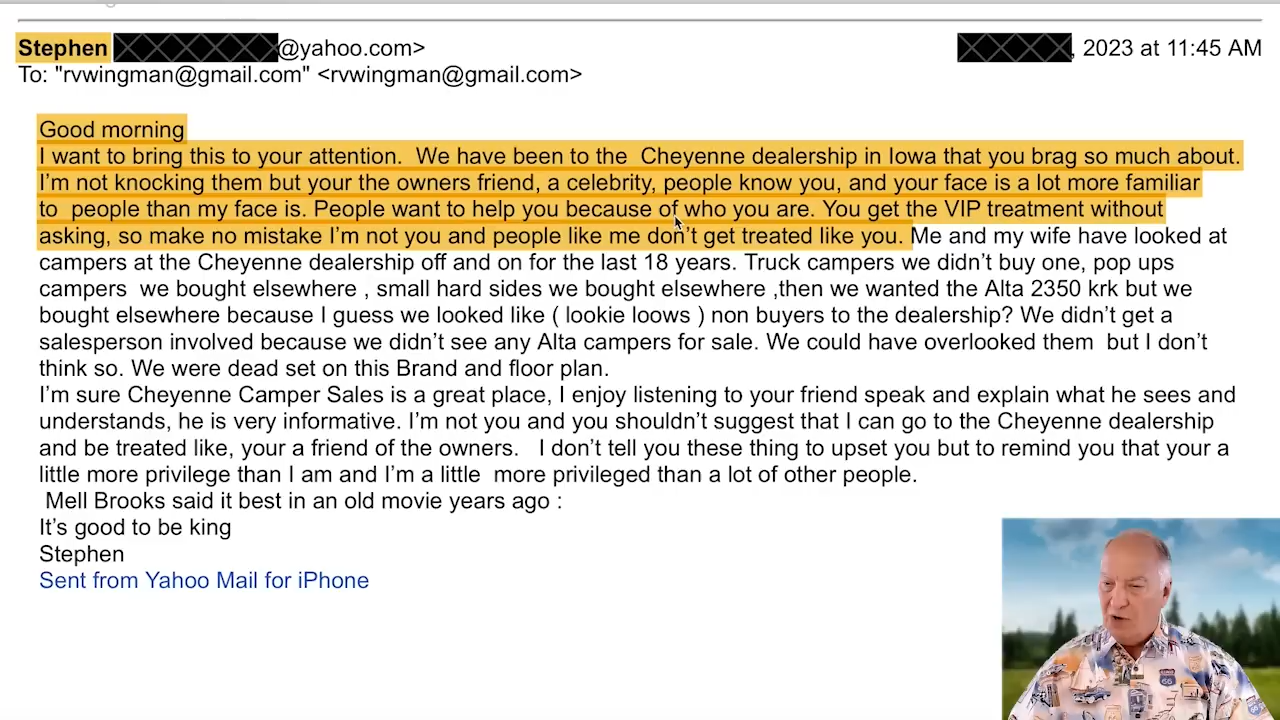 Stephen @yahoo.com>
, 2023 at 11:45 AM
To: "rvwingman@gmail.com" <rvwingman@gmail.com>
Good morning
I want to bring this to your attention.  We have been to the  Cheyenne dealership in Iowa that you brag so much about.
I’m not knocking them but your the owners friend, a celebrity, people know you, and your face is a lot more familiar
to  people than my face is. People want to help you because of who you are. You get the VIP treatment without
asking, so make no mistake I’m not you and people like me don’t get treated like you. Me and my wife have looked at
campers at the Cheyenne dealership off and on for the last 18 years. Truck campers we didn’t buy one, pop ups
campers  we bought elsewhere , small hard sides we bought elsewhere ,then we wanted the Alta 2350 krk but we
bought elsewhere because I guess we looked like ( lookie loows ) non buyers to the dealership? We didn’t get a
salesperson involved because we didn’t see any Alta campers for sale. We could have overlooked them  but I don’t
think so. We were dead set on this Brand and floor plan.
I’m sure Cheyenne Camper Sales is a great place, I enjoy listening to your friend speak and explain what he sees and
understands, he is very informative. I’m not you and you shouldn’t suggest that I can go to the Cheyenne dealership
and be treated like, your a friend of the owners.   I don’t tell you these thing to upset you but to remind you that your a
little more privilege than I am and I’m a little  more privileged than a lot of other people.
Mell Brooks said it best in an old movie years ago :
It’s good to be king
Stephen
Sent from Yahoo Mail for iPhone